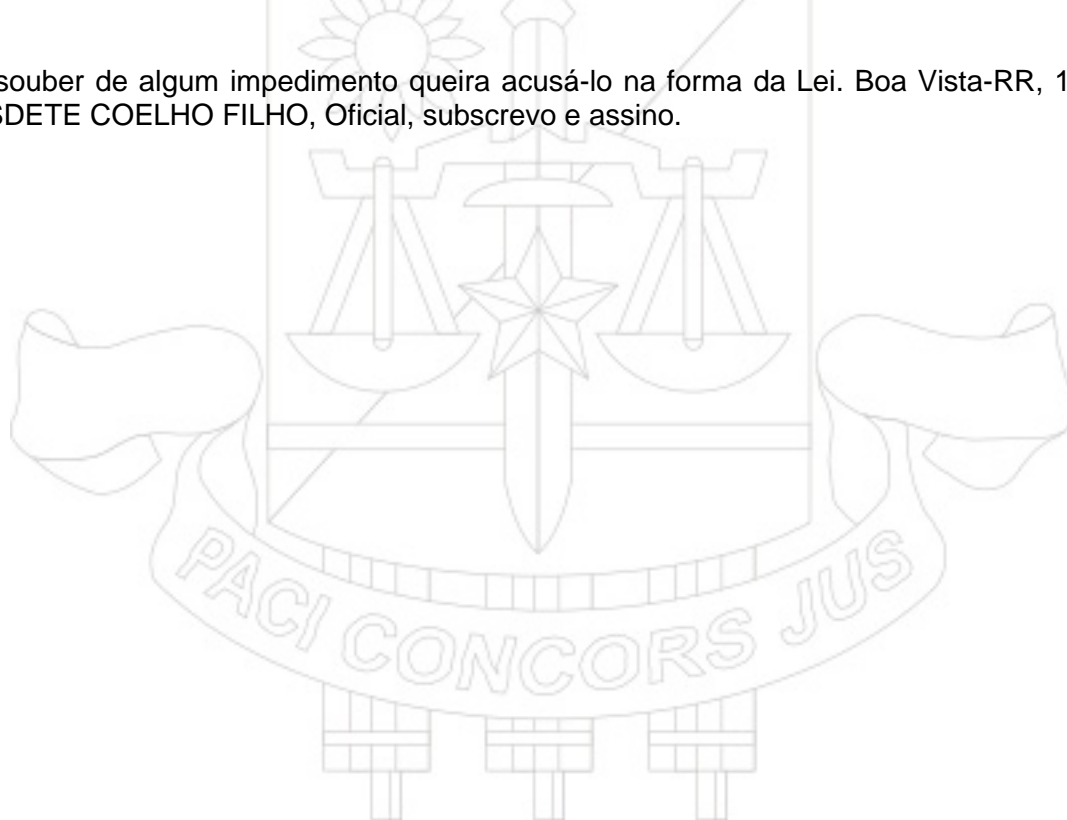 souber de algum impedimento queira acusá-lo na forma da Lei. Boa Vista-RR, 1
SDETE COELHO FILHO, Oficial, subscrevo e assino.
PACI CONCORS JUS